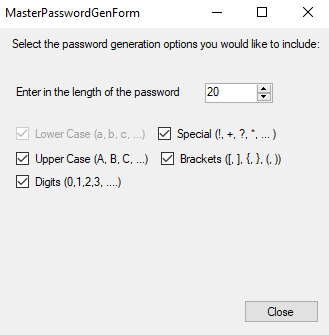 MasterPasswordGenForm
Select the password generation options you would like to include:
Enter in the length of the password 20
Lower Case (a, b, c, ...) Special (!, +, ?, *, ... )
Upper Case (A, B, C, ...) Brackets ([, ], {, }, (, ))
Digits (0,1,2,3, ....)
Close